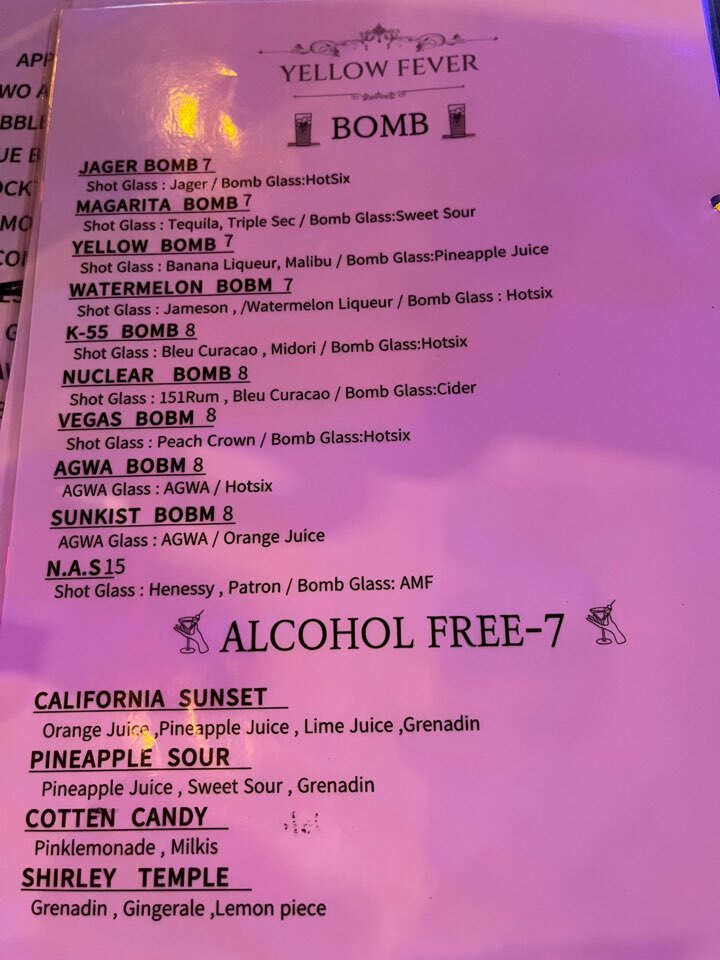 YELLOW FEVER
BOMB
JAGER BOMB 7
Shot Glass : Jager / Bomb Glass:HotSix
MAGARITA BOMB 7
Shot Glass : Tequila, Triple Sec / Bomb Glass:Sweet Sour
YELLOW BOMB 7
Shot Glass : Banana Liqueur, Malibu / Bomb Glass:Pineapple Juice
WATERMELON BOBM 7
Shot Glass : Jameson , /Watermelon Liqueur / Bomb Glass : Hotsix
K-55 BOMB 8
Shot Glass : Bleu Curacao , Midori / Bomb Glass:Hotsix
NUCLEAR BOMB 8
Shot Glass : 151Rum , Bleu Curacao / Bomb Glass:Cider
VEGAS BOBM 8
Shot Glass : Peach Crown / Bomb Glass:Hotsix
AGWA BOBM 8
AGWA Glass : AGWA / Hotsix
SUNKIST BOBM 8
AGWA Glass : AGWA / Orange Juice
N.A.S 15
Shot Glass : Henessy , Patron / Bomb Glass: AMF
ALCOHOL FREE-7
CALIFORNIA SUNSET
Orange Juice ,Pineapple Juice , Lime Juice ,Grenadin
PINEAPPLE SOUR
Pineapple Juice , Sweet Sour , Grenadin
COTTEN CANDY
Pinklemonade , Milkis
SHIRLEY TEMPLE
Grenadin , Gingerale ,Lemon piece